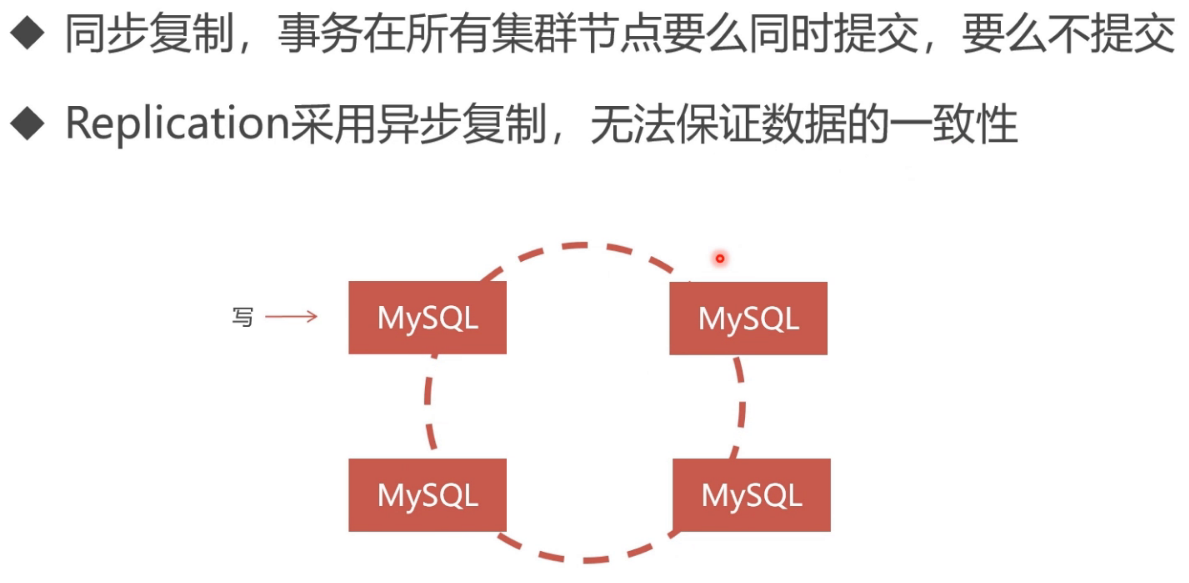 ◆ 同步复制，事务在所有集群节点要么同时提交，要么不提交
◆ Replication采用异步复制，无法保证数据的一致性
写
MySQL
MySQL
MySQL
MySQL